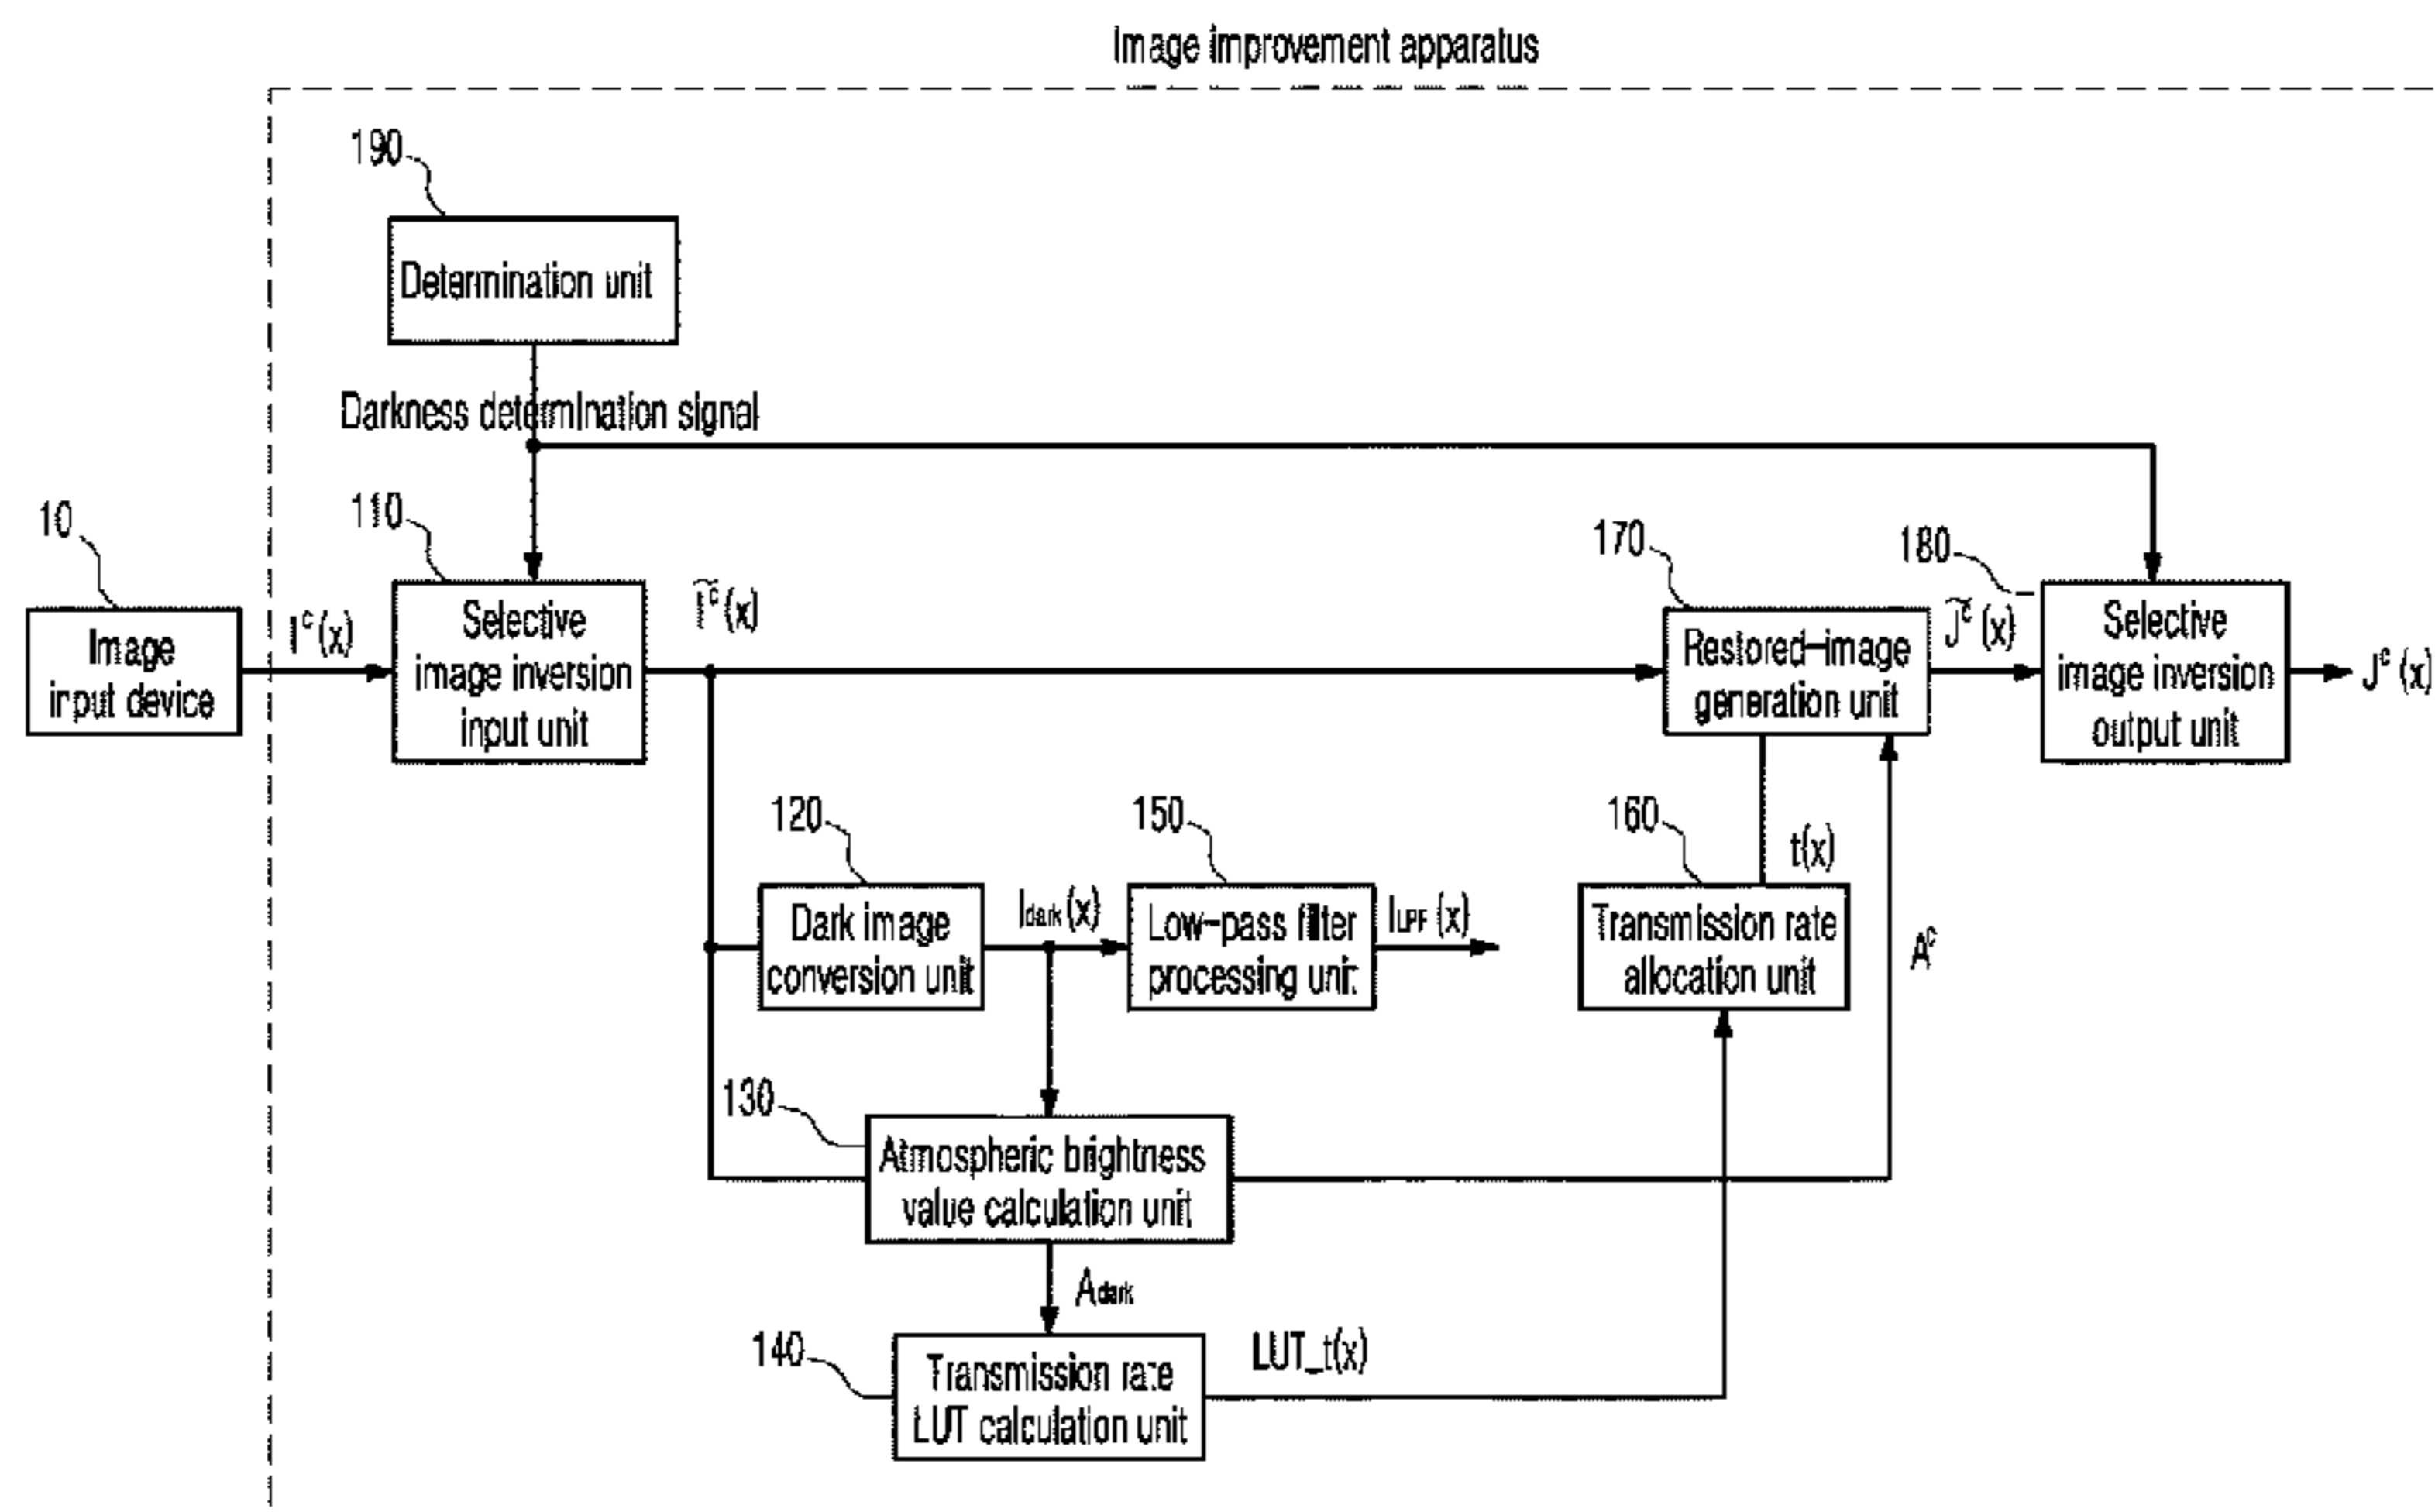 Image improvement apparatus
190
Determination unit
Darkness determination signal
10
110
170
180
Image
input device
I^c(x)
Selective
image inversion
input unit
Ĩ^c(x)
Restored-image
generation unit
J̃^c(x)
Selective
image inversion
output unit
J^c(x)
120
150
160
t(x)
Dark image
conversion unit
I_dark(x)
Low-pass filter
processing unit
I_LPF(x)
Transmission rate
allocation unit
A^c
130
Atmospheric brightness
value calculation unit
A_dark
140
Transmission rate
LUT calculation unit
LUT_t(x)